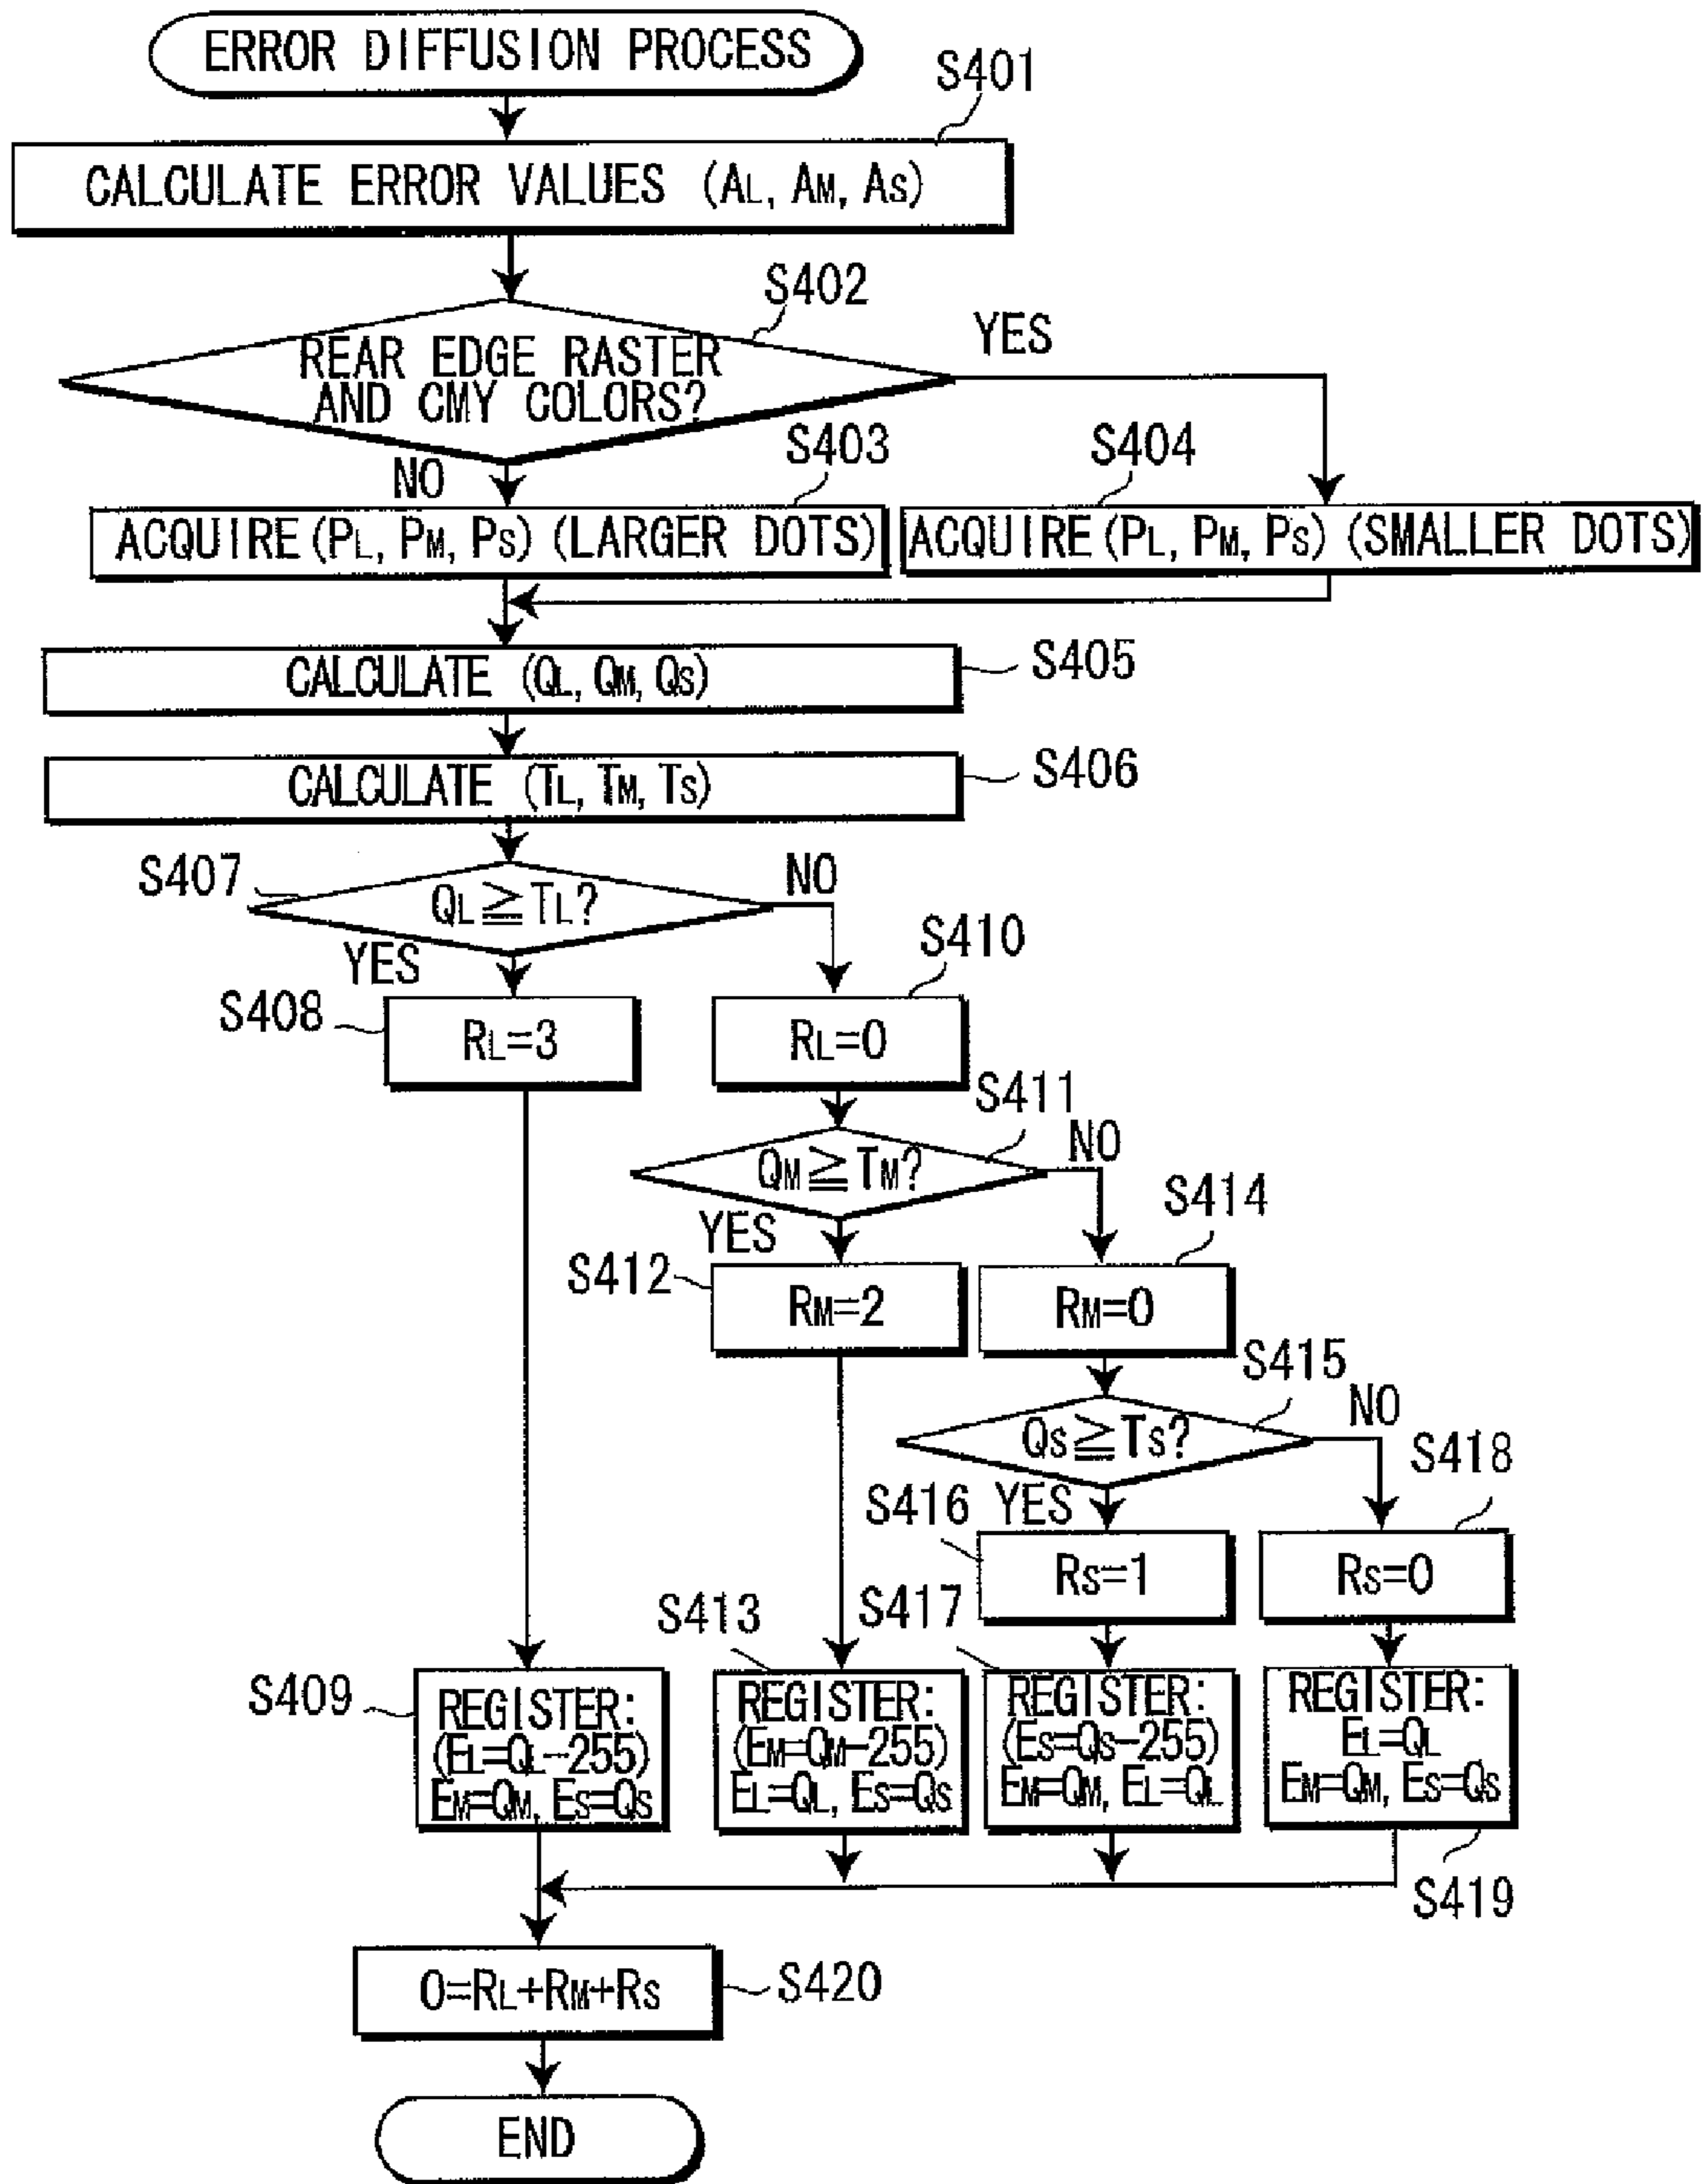 ERROR DIFFUSION PROCESS
S401
CALCULATE ERROR VALUES (AL, AM, AS)
S402
REAR EDGE RASTER
AND CMY COLORS?
YES
NO
S403
S404
ACQUIRE (PL, PM, PS) (LARGER DOTS)
ACQUIRE (PL, PM, PS) (SMALLER DOTS)
CALCULATE (QL, QM, QS)
S405
CALCULATE (TL, TM, TS)
S406
S407
QL≧TL?
NO
YES
S410
S408
RL=3
RL=0
S411
QM≧TM?
NO
YES
S414
S412
RM=2
RM=0
S415
QS≧TS?
NO
S418
S416
YES
RS=1
RS=0
S413
S417
S409
REGISTER:
(EL=QL-255)
EM=QM, ES=QS
REGISTER:
(EM=QM-255)
EL=QL, ES=QS
REGISTER:
(ES=QS-255)
EM=QM, EL=QL
REGISTER:
EL=QL
EM=QM, ES=QS
S419
O=RL+RM+RS
S420
END